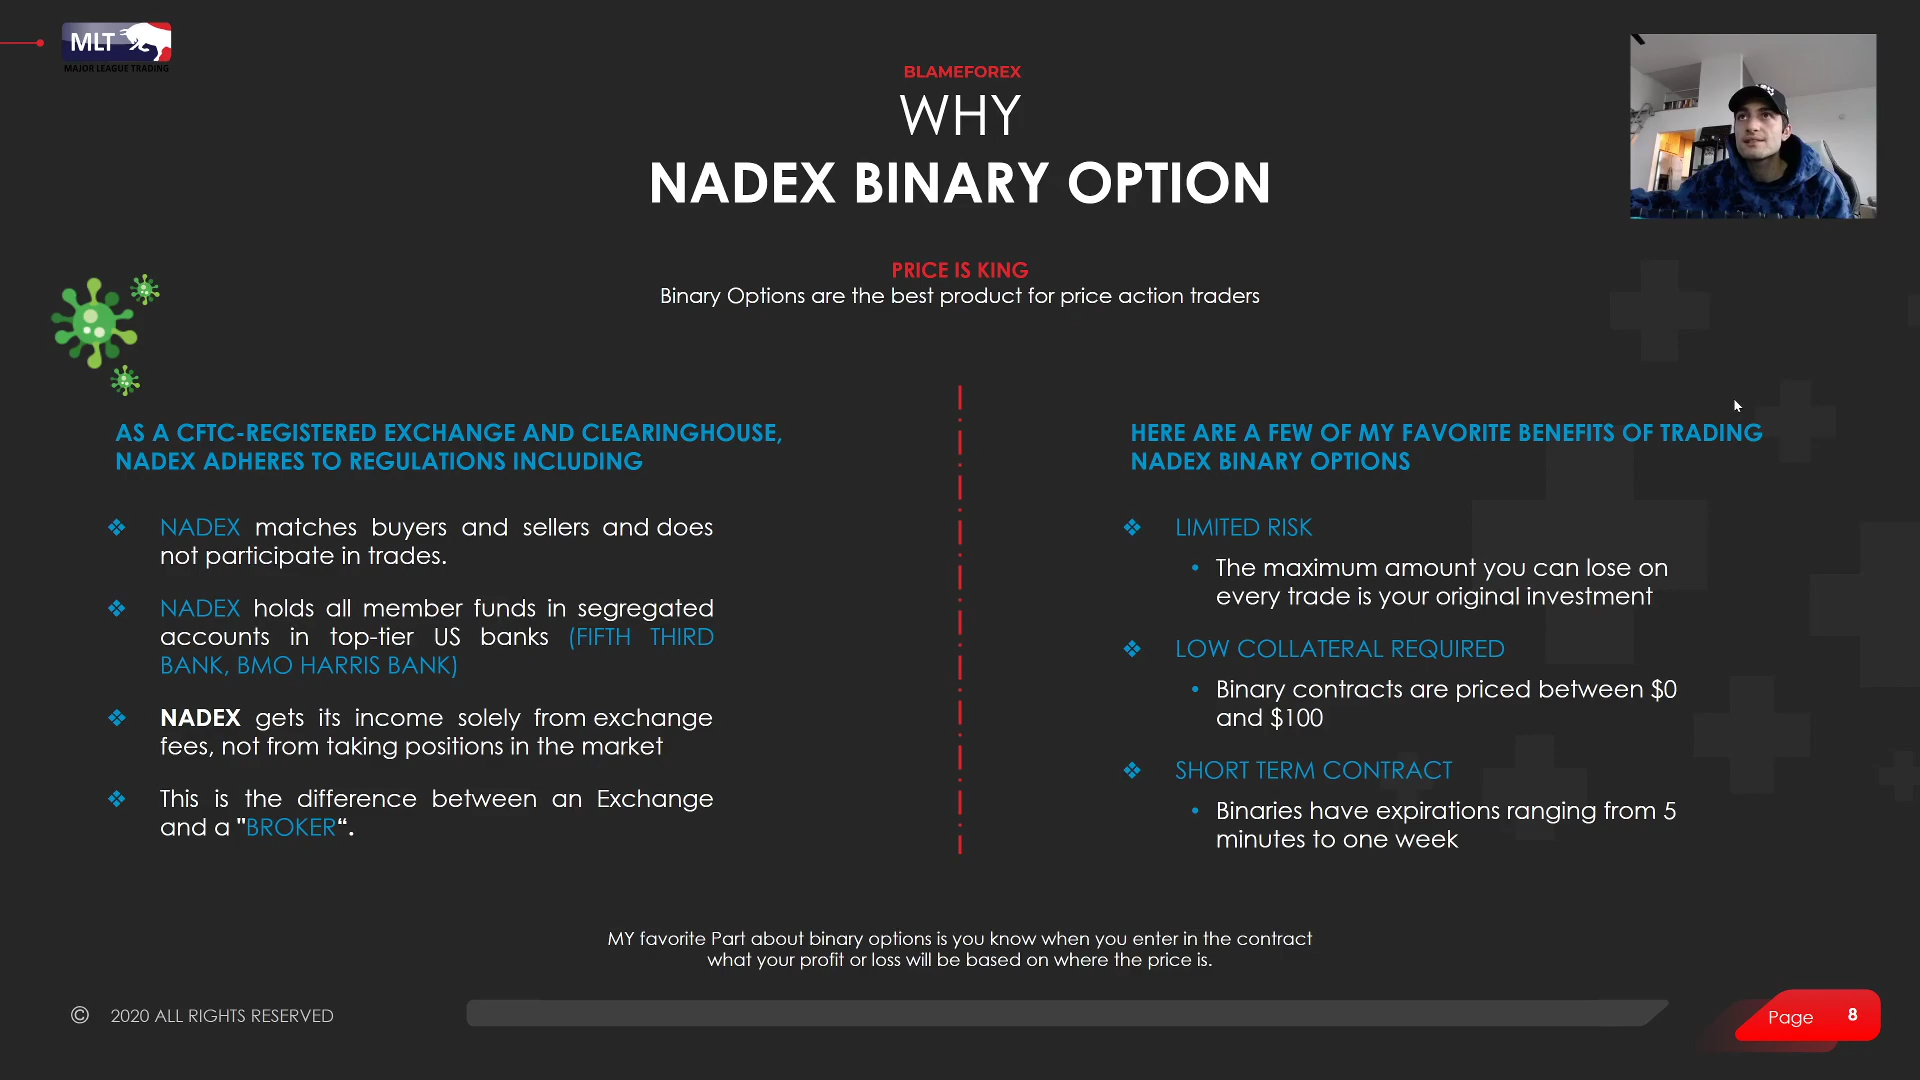 MLT
MAJOR LEAGUE TRADING
BLAMEFOREX
WHY
NADEX BINARY OPTION
PRICE IS KING
Binary Options are the best product for price action traders
AS A CFTC-REGISTERED EXCHANGE AND CLEARINGHOUSE,
NADEX ADHERES TO REGULATIONS INCLUDING
❖ NADEX matches buyers and sellers and does
not participate in trades.
❖ NADEX holds all member funds in segregated
accounts in top-tier US banks (FIFTH THIRD
BANK, BMO HARRIS BANK)
❖ NADEX gets its income solely from exchange
fees, not from taking positions in the market
❖ This is the difference between an Exchange
and a "BROKER“.
HERE ARE A FEW OF MY FAVORITE BENEFITS OF TRADING
NADEX BINARY OPTIONS
❖ LIMITED RISK
• The maximum amount you can lose on
every trade is your original investment
❖ LOW COLLATERAL REQUIRED
• Binary contracts are priced between $0
and $100
❖ SHORT TERM CONTRACT
• Binaries have expirations ranging from 5
minutes to one week
MY favorite Part about binary options is you know when you enter in the contract
what your profit or loss will be based on where the price is.
© 2020 ALL RIGHTS RESERVED
Page 8